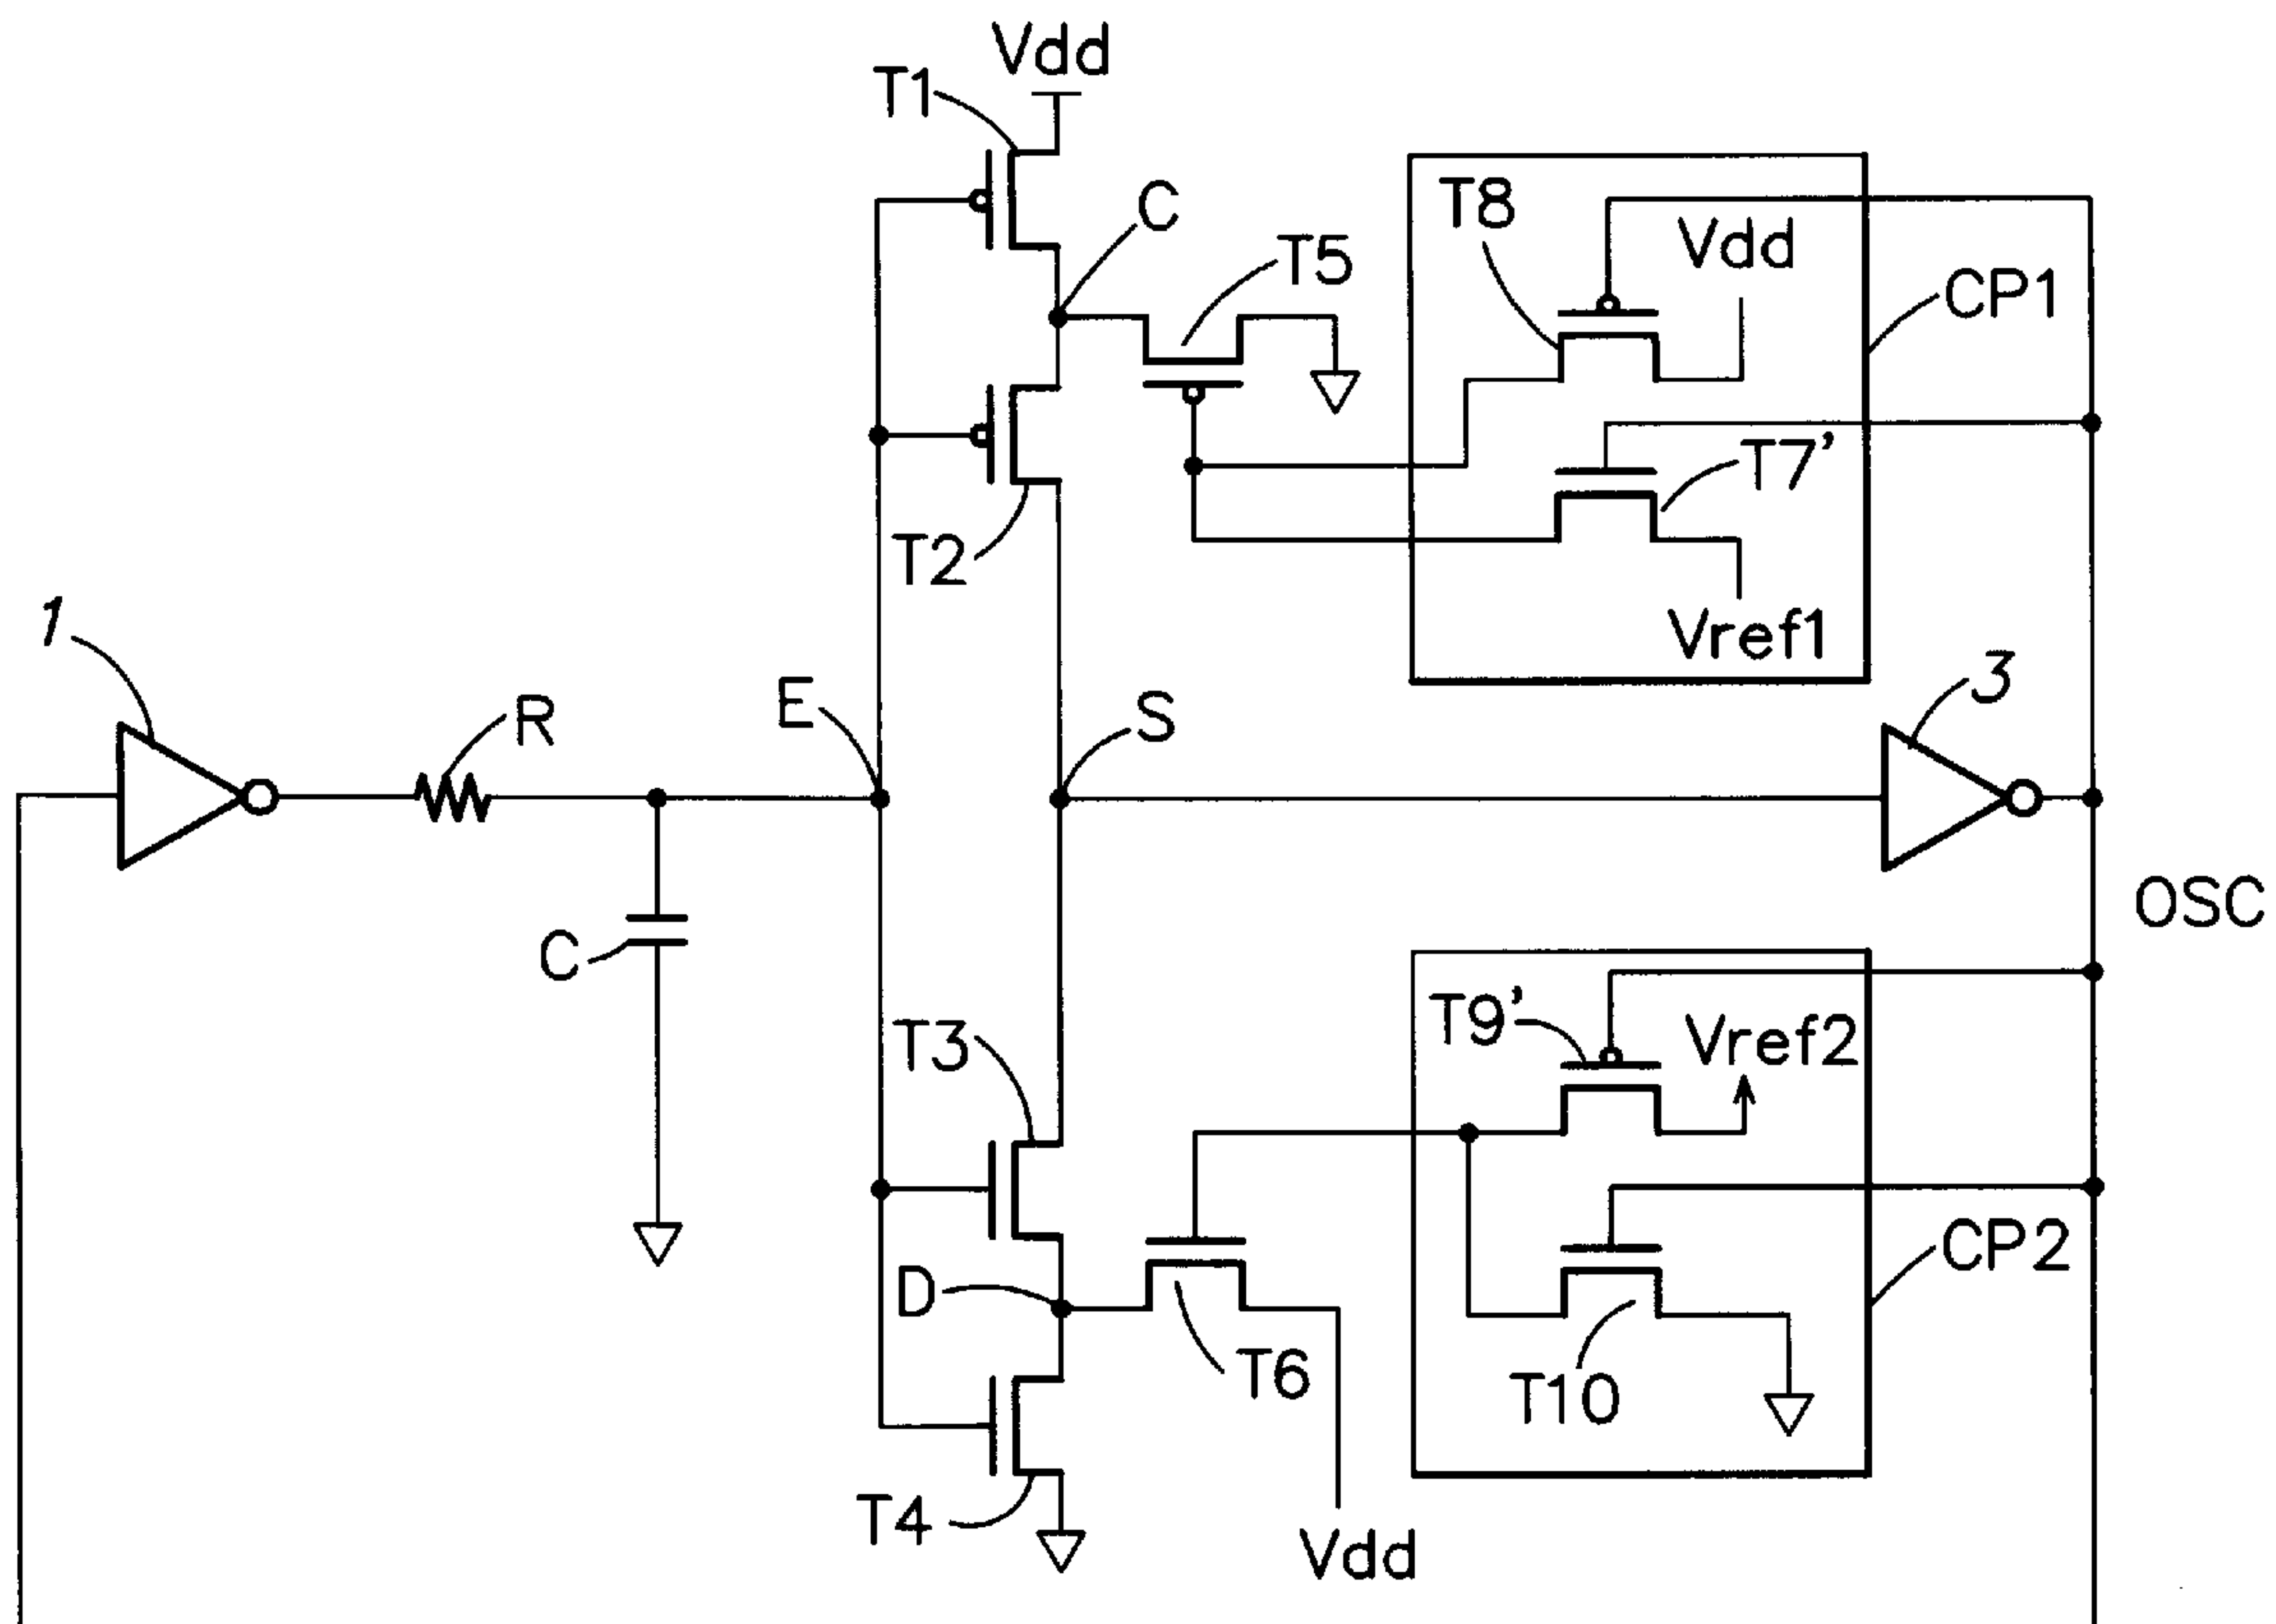 Vdd
T1
C
T5
T8
Vdd
CP1
T7'
T2
Vref1
1
R
E
S
3
OSC
C
T9'
Vref2
T3
D
T6
T10
CP2
T4
Vdd